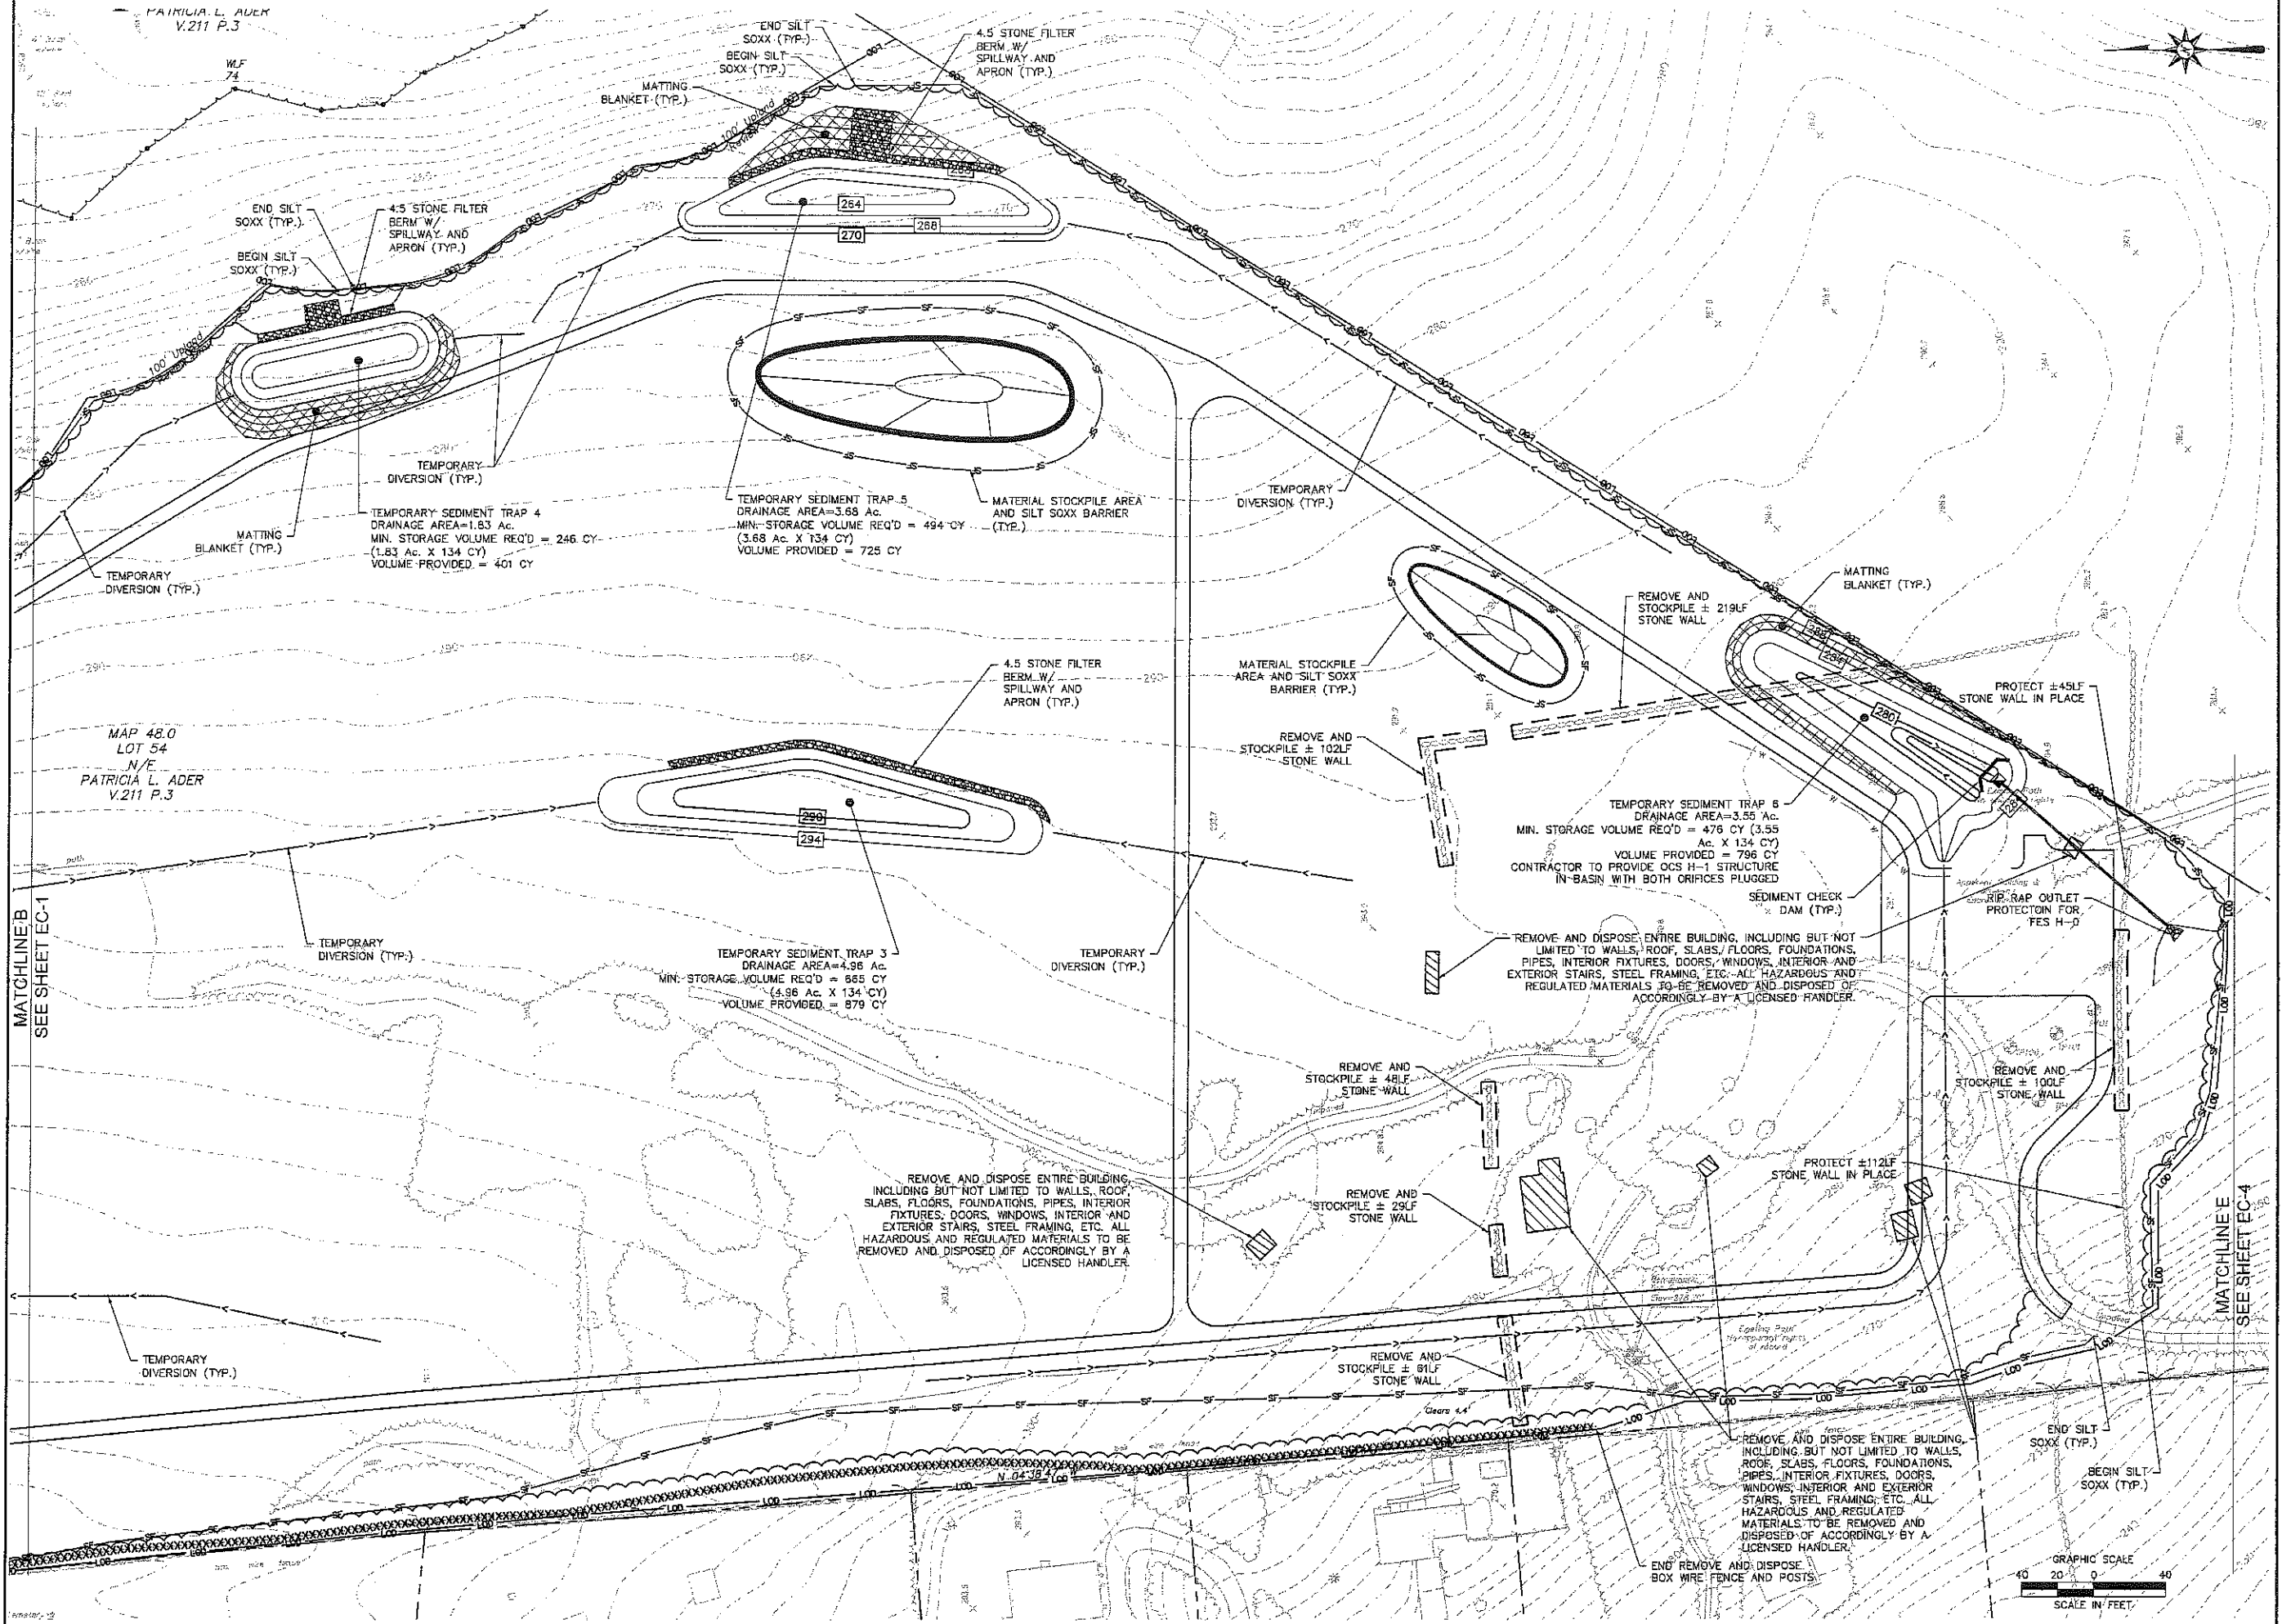 PATRICIA. L. ADER
V.211 P.3
WLF
74
END SILT
SOXX (TYP.)
BEGIN SILT
SOXX (TYP.)
MATTING
BLANKET (TYP.)
4.5 STONE FILTER
BERM W/
SPILLWAY AND
APRON (TYP.)
END SILT
SOXX (TYP.)
BEGIN SILT
SOXX (TYP.)
4.5 STONE FILTER
BERM W/
SPILLWAY AND
APRON (TYP.)
100' Upland
100' Upland
264
268
270
TEMPORARY
DIVERSION (TYP.)
MATTING
BLANKET (TYP.)
TEMPORARY
DIVERSION (TYP.)
TEMPORARY SEDIMENT TRAP 4
DRAINAGE AREA=1.83 Ac.
MIN. STORAGE VOLUME REQ'D = 246 CY
(1.83 Ac. X 134 CY)
VOLUME PROVIDED = 401 CY
TEMPORARY SEDIMENT TRAP 5
DRAINAGE AREA=3.68 Ac.
MIN. STORAGE VOLUME REQ'D = 494 CY
(3.68 Ac. X 134 CY)
VOLUME PROVIDED = 725 CY
MATERIAL STOCKPILE AREA
AND SILT SOXX BARRIER
(TYP.)
TEMPORARY
DIVERSION (TYP.)
MATTING
BLANKET (TYP.)
REMOVE AND
STOCKPILE ± 219LF
STONE WALL
MATERIAL STOCKPILE
AREA AND SILT SOXX
BARRIER (TYP.)
PROTECT ±45LF
STONE WALL IN PLACE
4.5 STONE FILTER
BERM W/
SPILLWAY AND
APRON (TYP.)
REMOVE AND
STOCKPILE ± 102LF
STONE WALL
MAP 48.0
LOT 54
N/F
PATRICIA L. ADER
V.211 P.3
290
294
280
TEMPORARY SEDIMENT TRAP 6
DRAINAGE AREA=3.55 Ac.
MIN. STORAGE VOLUME REQ'D = 476 CY (3.55
Ac. X 134 CY)
VOLUME PROVIDED = 796 CY
CONTRACTOR TO PROVIDE OCS H-1 STRUCTURE
IN BASIN WITH BOTH ORIFICES PLUGGED
SEDIMENT CHECK
DAM (TYP.)
RIP RAP OUTLET
PROTECTOIN FOR
FES H-0
MATCHLINE B
SEE SHEET EC-1
path
TEMPORARY
DIVERSION (TYP.)
TEMPORARY SEDIMENT TRAP 3
DRAINAGE AREA=4.96 Ac.
MIN. STORAGE VOLUME REQ'D = 665 CY
(4.96 Ac. X 134 CY)
VOLUME PROVIDED = 879 CY
TEMPORARY
DIVERSION (TYP.)
REMOVE AND DISPOSE ENTIRE BUILDING, INCLUDING BUT NOT
LIMITED TO WALLS, ROOF, SLABS, FLOORS, FOUNDATIONS,
PIPES, INTERIOR FIXTURES, DOORS, WINDOWS, INTERIOR AND
EXTERIOR STAIRS, STEEL FRAMING, ETC. ALL HAZARDOUS AND
REGULATED MATERIALS TO BE REMOVED AND DISPOSED OF
ACCORDINGLY BY A LICENSED HANDLER.
REMOVE AND
STOCKPILE ± 48LF
STONE WALL
REMOVE AND
STOCKPILE ± 100LF
STONE WALL
REMOVE AND DISPOSE ENTIRE BUILDING,
INCLUDING BUT NOT LIMITED TO WALLS, ROOF,
SLABS, FLOORS, FOUNDATIONS, PIPES, INTERIOR
FIXTURES, DOORS, WINDOWS, INTERIOR AND
EXTERIOR STAIRS, STEEL FRAMING, ETC. ALL
HAZARDOUS AND REGULATED MATERIALS TO BE
REMOVED AND DISPOSED OF ACCORDINGLY BY A
LICENSED HANDLER.
REMOVE AND
STOCKPILE ± 29LF
STONE WALL
PROTECT ±112LF
STONE WALL IN PLACE
MATCHLINE E
SEE SHEET EC-4
TEMPORARY
DIVERSION (TYP.)
REMOVE AND
STOCKPILE ± 61LF
STONE WALL
REMOVE AND DISPOSE ENTIRE BUILDING,
INCLUDING BUT NOT LIMITED TO WALLS,
ROOF, SLABS, FLOORS, FOUNDATIONS,
PIPES, INTERIOR FIXTURES, DOORS,
WINDOWS, INTERIOR AND EXTERIOR
STAIRS, STEEL FRAMING, ETC. ALL
HAZARDOUS AND REGULATED
MATERIALS TO BE REMOVED AND
DISPOSED OF ACCORDINGLY BY A
LICENSED HANDLER.
END SILT
SOXX (TYP.)
BEGIN SILT
SOXX (TYP.)
END REMOVE AND DISPOSE
BOX WIRE FENCE AND POSTS
GRAPHIC SCALE
40 20 0 40
SCALE IN FEET